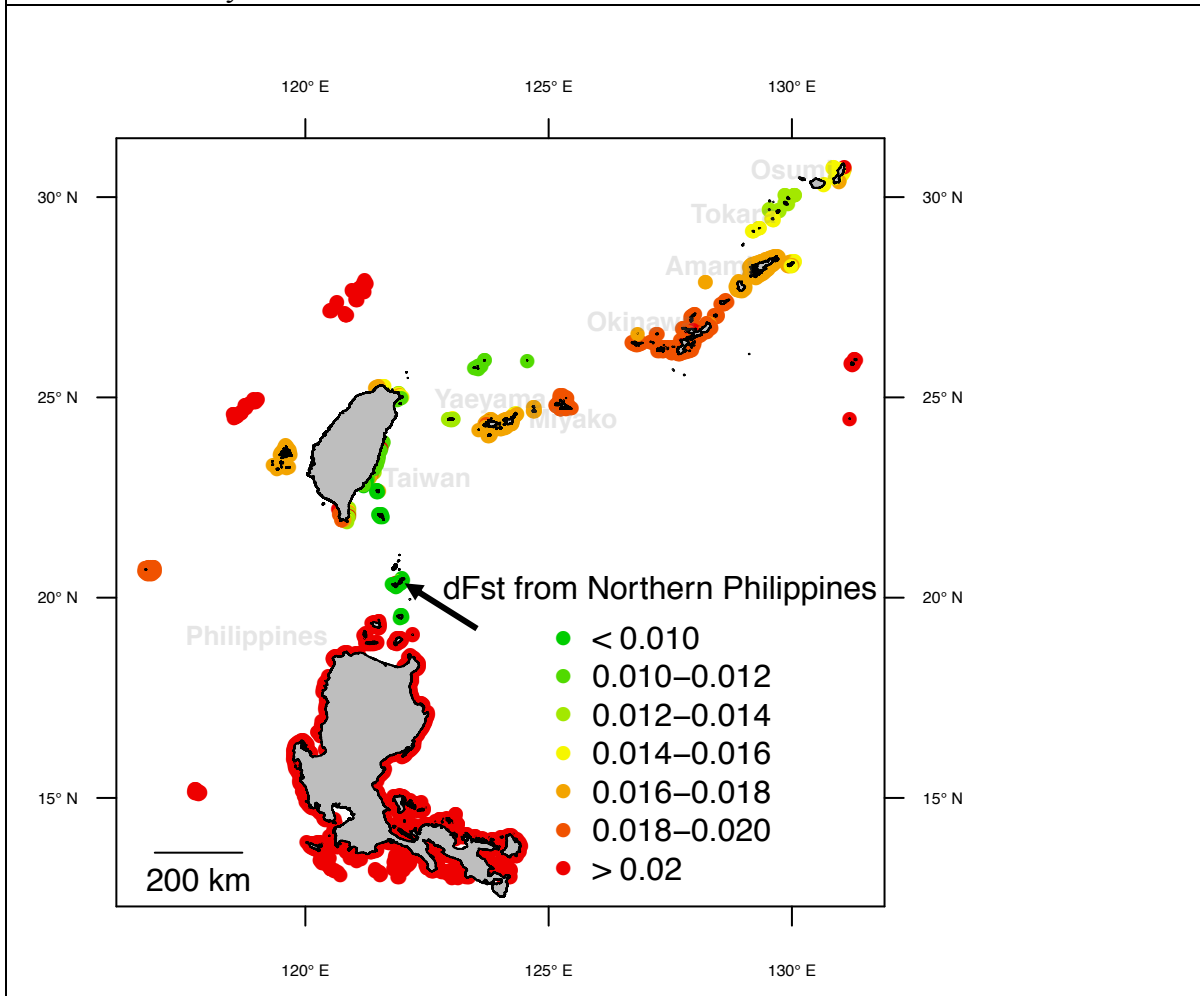 120° E 125° E 130° E
Osumi
30° N 30° N
Tokara
Amami
Okinawa
25° N 25° N
Yaeyama
Miyako
Taiwan
dFst from Northern Philippines
20° N 20° N
Philippines
< 0.010
0.010–0.012
0.012–0.014
0.014–0.016
15° N 15° N
0.016–0.018
0.018–0.020
200 km
> 0.02
120° E 125° E 130° E